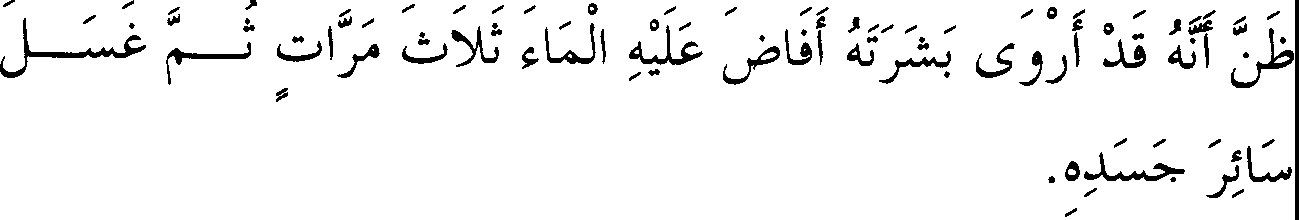 ظَنَّ أَنَّهُ قَدْ أَرْوَى بَشَرَتَهُ أَفَاضَ عَلَيْهِ الْمَاءَ ثَلَاثَ مَرَّاتٍ ثُمَّ غَسَلَ
سَائِرَ جَسَدِهِ.